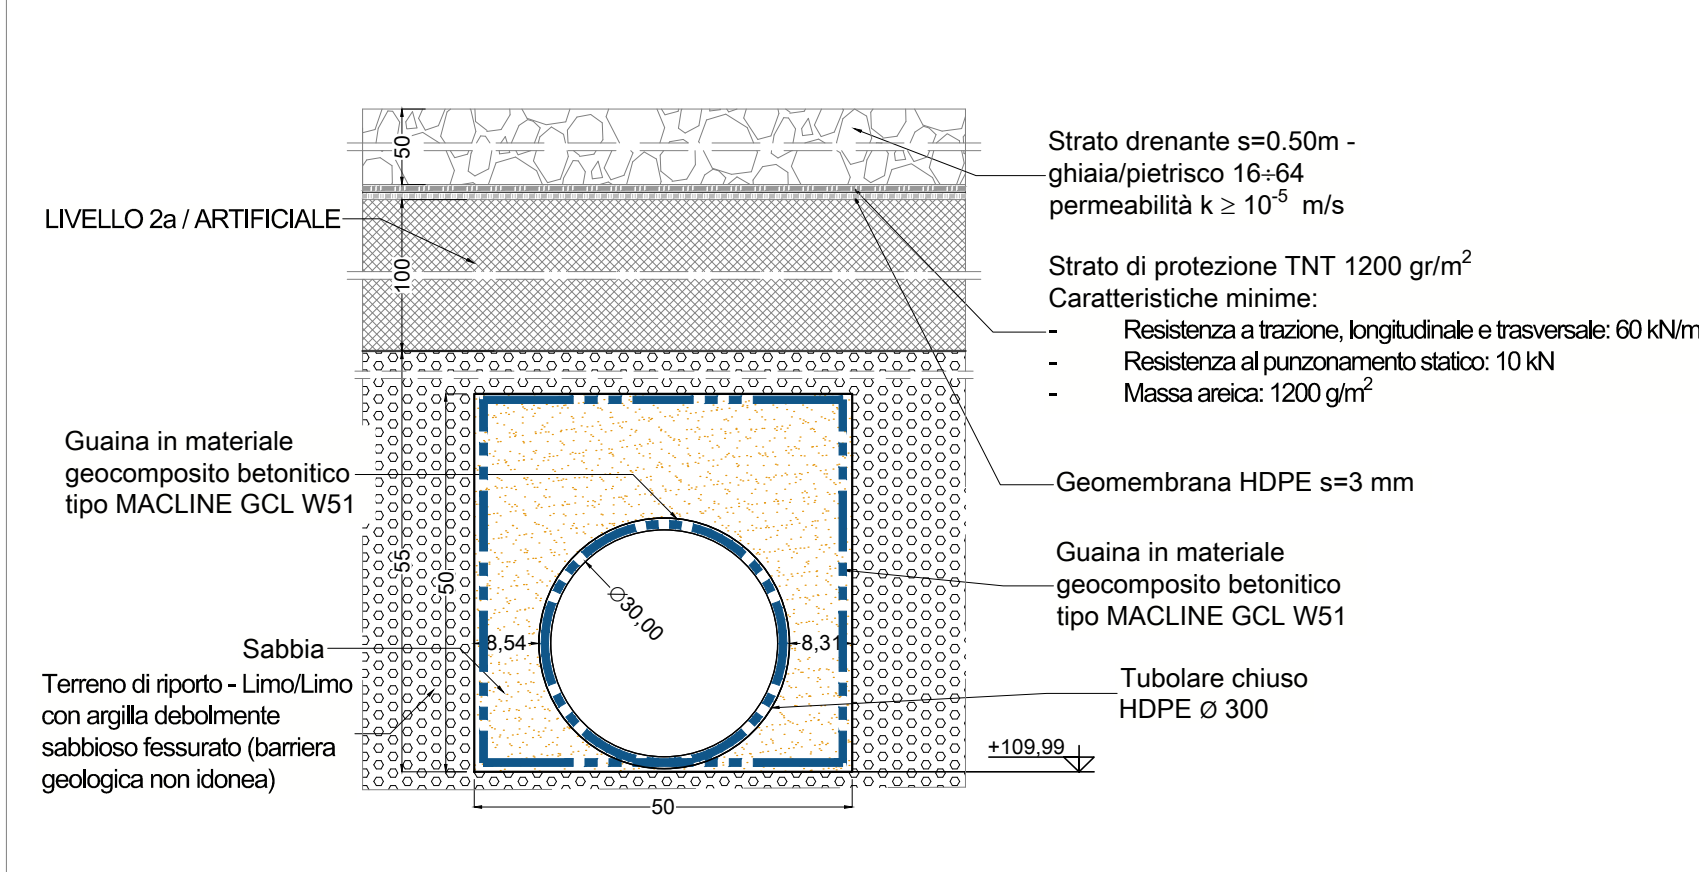 50
Strato drenante s=0.50m -
ghiaia/pietrisco 16÷64
permeabilità k ≥ 10⁻⁵ m/s
LIVELLO 2a / ARTIFICIALE
100
Strato di protezione TNT 1200 gr/m²
Caratteristiche minime:
- Resistenza a trazione, longitudinale e trasversale: 60 kN/m
- Resistenza al punzonamento statico: 10 kN
- Massa areica: 1200 g/m²
Guaina in materiale
geocomposito betonitico
tipo MACLINE GCL W51
Geomembrana HDPE s=3 mm
55
50
Guaina in materiale
geocomposito betonitico
tipo MACLINE GCL W51
Ø30,00
8,54
8,31
Sabbia
Terreno di riporto - Limo/Limo
con argilla debolmente
sabbioso fessurato (barriera
geologica non idonea)
Tubolare chiuso
HDPE Ø 300
+109,99
50